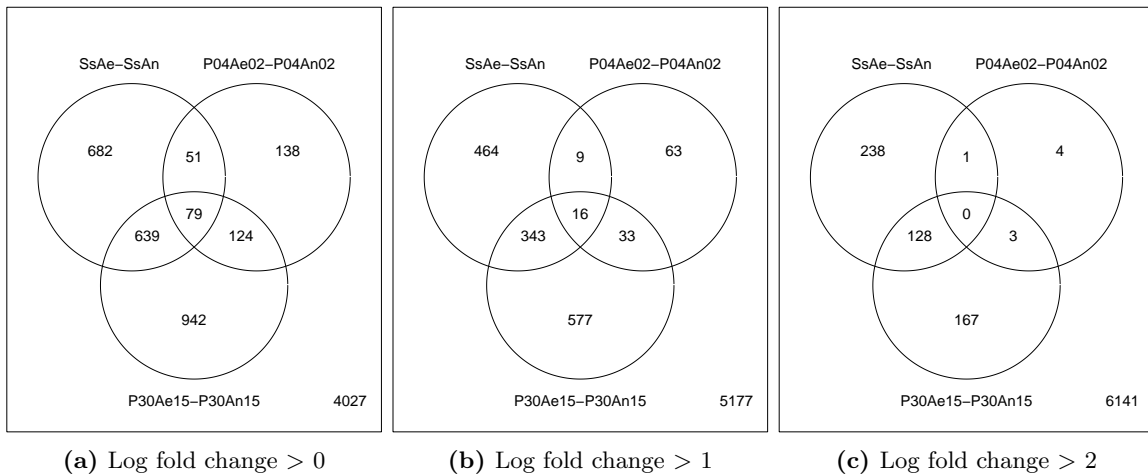 SsAe−SsAn P04Ae02−P04An02
682 51 138
79
639 124
942
P30Ae15−P30An15 4027
(a) Log fold change > 0
SsAe−SsAn P04Ae02−P04An02
464 9 63
16
343 33
577
P30Ae15−P30An15 5177
(b) Log fold change > 1
SsAe−SsAn P04Ae02−P04An02
238 1 4
0
128 3
167
P30Ae15−P30An15 6141
(c) Log fold change > 2